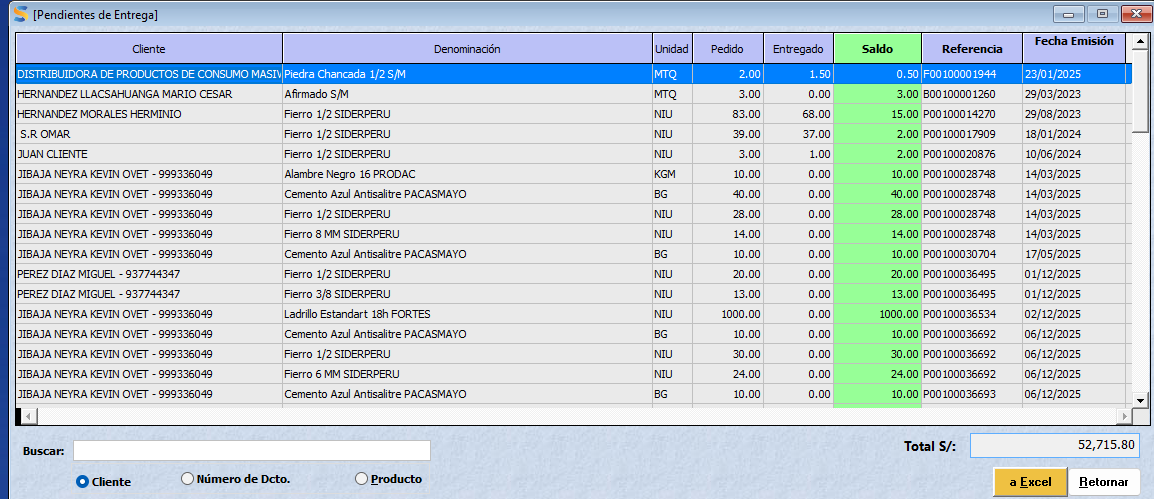 [Pendientes de Entrega]
Cliente Denominación Unidad Pedido Entregado Saldo Referencia Fecha Emisión
DISTRIBUIDORA DE PRODUCTOS DE CONSUMO MASIV Piedra Chancada 1/2 S/M MTQ 2.00 1.50 0.50 F00100001944 23/01/2025
HERNANDEZ LLACSAHUANGA MARIO CESAR Afirmado S/M MTQ 3.00 0.00 3.00 B00100001260 29/03/2023
HERNANDEZ MORALES HERMINIO Fierro 1/2 SIDERPERU NIU 83.00 68.00 15.00 P00100014270 29/08/2023
S.R OMAR Fierro 1/2 SIDERPERU NIU 39.00 37.00 2.00 P00100017909 18/01/2024
JUAN CLIENTE Fierro 1/2 SIDERPERU NIU 3.00 1.00 2.00 P00100020876 10/06/2024
JIBAJA NEYRA KEVIN OVET - 999336049 Alambre Negro 16 PRODAC KGM 10.00 0.00 10.00 P00100028748 14/03/2025
JIBAJA NEYRA KEVIN OVET - 999336049 Cemento Azul Antisalitre PACASMAYO BG 40.00 0.00 40.00 P00100028748 14/03/2025
JIBAJA NEYRA KEVIN OVET - 999336049 Fierro 1/2 SIDERPERU NIU 28.00 0.00 28.00 P00100028748 14/03/2025
JIBAJA NEYRA KEVIN OVET - 999336049 Fierro 8 MM SIDERPERU NIU 14.00 0.00 14.00 P00100028748 14/03/2025
JIBAJA NEYRA KEVIN OVET - 999336049 Cemento Azul Antisalitre PACASMAYO BG 10.00 0.00 10.00 P00100030704 17/05/2025
PEREZ DIAZ MIGUEL - 937744347 Fierro 1/2 SIDERPERU NIU 20.00 0.00 20.00 P00100036495 01/12/2025
PEREZ DIAZ MIGUEL - 937744347 Fierro 3/8 SIDERPERU NIU 13.00 0.00 13.00 P00100036495 01/12/2025
JIBAJA NEYRA KEVIN OVET - 999336049 Ladrillo Estandart 18h FORTES NIU 1000.00 0.00 1000.00 P00100036534 02/12/2025
JIBAJA NEYRA KEVIN OVET - 999336049 Cemento Azul Antisalitre PACASMAYO BG 10.00 0.00 10.00 P00100036692 06/12/2025
JIBAJA NEYRA KEVIN OVET - 999336049 Fierro 1/2 SIDERPERU NIU 30.00 0.00 30.00 P00100036692 06/12/2025
JIBAJA NEYRA KEVIN OVET - 999336049 Fierro 6 MM SIDERPERU NIU 24.00 0.00 24.00 P00100036692 06/12/2025
JIBAJA NEYRA KEVIN OVET - 999336049 Cemento Azul Antisalitre PACASMAYO BG 10.00 0.00 10.00 P00100036693 06/12/2025
Buscar: Total S/: 52,715.80
Cliente Número de Dcto. Producto a Excel Retornar